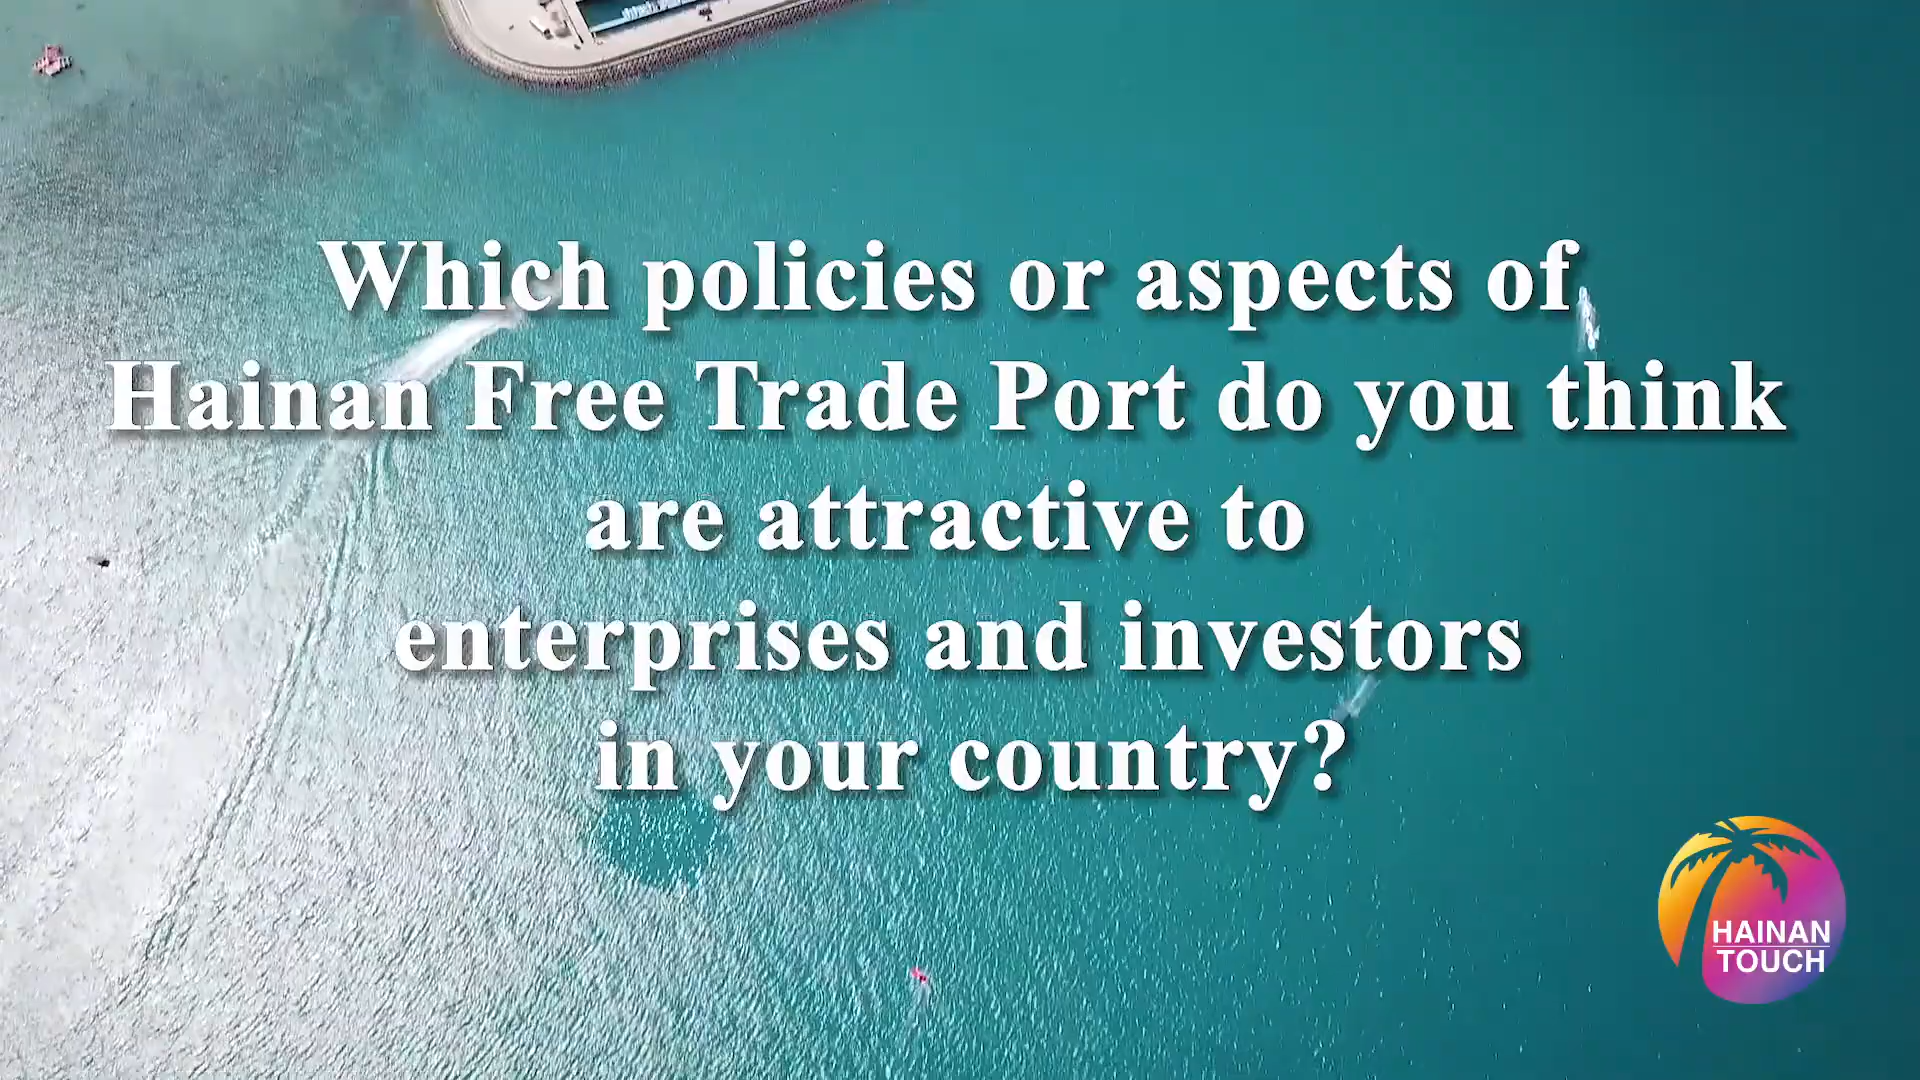 Which policies or aspects of
Hainan Free Trade Port do you think
are attractive to
enterprises and investors
in your country?
HAINAN
TOUCH